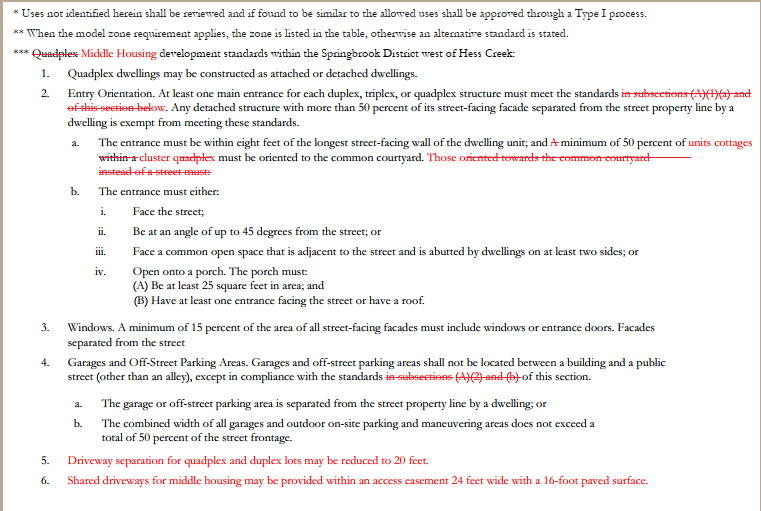 * Uses not identified herein shall be reviewed and if found to be similar to the allowed uses shall be approved through a Type I process.
** When the model zone requirement applies, the zone is listed in the table, otherwise an alternative standard is stated.
*** Quadplex Middle Housing development standards within the Springbrook District west of Hess Creek:
1. Quadplex dwellings may be constructed as attached or detached dwellings.
2. Entry Orientation. At least one main entrance for each duplex, triplex, or quadplex structure must meet the standards in subsections (A)(1)(a) and
of this section below. Any detached structure with more than 50 percent of its street-facing facade separated from the street property line by a
dwelling is exempt from meeting these standards.
a. The entrance must be within eight feet of the longest street-facing wall of the dwelling unit; and A minimum of 50 percent of units cottages
within a cluster quadplex must be oriented to the common courtyard. Those oriented towards the common courtyard
instead of a street must:
b. The entrance must either:
i. Face the street;
ii. Be at an angle of up to 45 degrees from the street; or
iii. Face a common open space that is adjacent to the street and is abutted by dwellings on at least two sides; or
iv. Open onto a porch. The porch must:
(A) Be at least 25 square feet in area; and
(B) Have at least one entrance facing the street or have a roof.
3. Windows. A minimum of 15 percent of the area of all street-facing facades must include windows or entrance doors. Facades
separated from the street
4. Garages and Off-Street Parking Areas. Garages and off-street parking areas shall not be located between a building and a public
street (other than an alley), except in compliance with the standards in subsections (A)(2) and (b) of this section.
a. The garage or off-street parking area is separated from the street property line by a dwelling; or
b. The combined width of all garages and outdoor on-site parking and maneuvering areas does not exceed a
total of 50 percent of the street frontage.
5. Driveway separation for quadplex and duplex lots may be reduced to 20 feet.
6. Shared driveways for middle housing may be provided within an access easement 24 feet wide with a 16-foot paved surface.